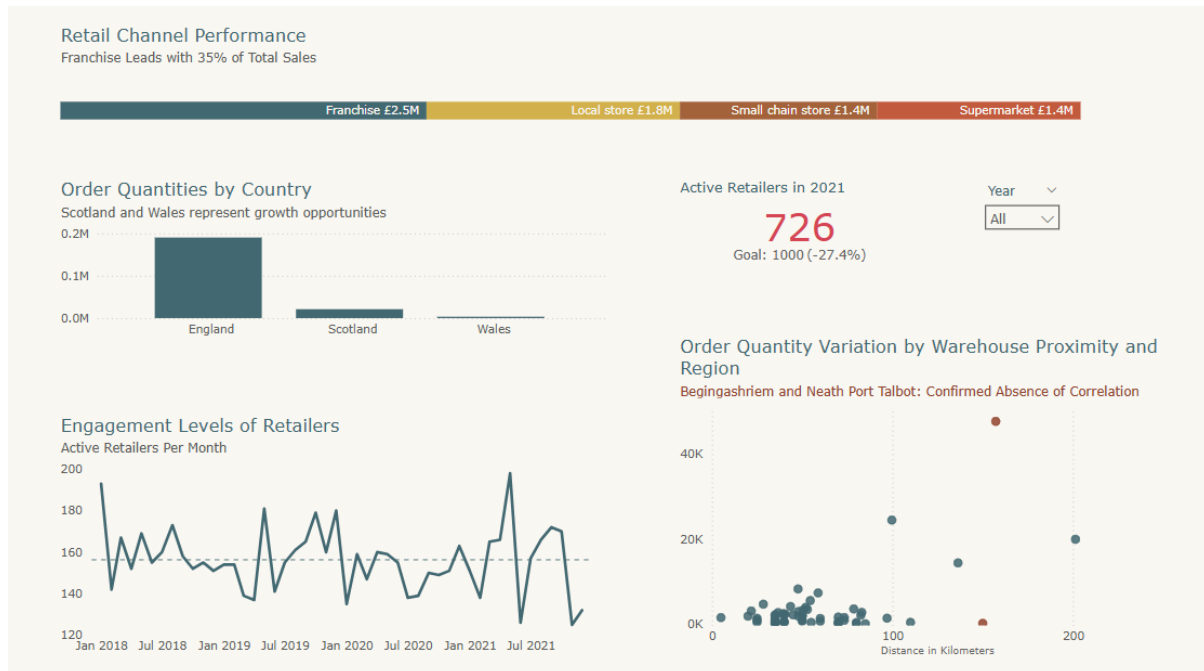 Retail Channel Performance
Franchise Leads with 35% of Total Sales
Franchise £2.5M
Local store £1.8M
Small chain store £1.4M
Supermarket £1.4M
Order Quantities by Country
Scotland and Wales represent growth opportunities
0.2M
0.1M
0.0M
England
Scotland
Wales
Active Retailers in 2021
726
Goal: 1000 (-27.4%)
Year
All
Engagement Levels of Retailers
Active Retailers Per Month
200
180
160
140
120
Jan 2018
Jul 2018
Jan 2019
Jul 2019
Jan 2020
Jul 2020
Jan 2021
Jul 2021
Order Quantity Variation by Warehouse Proximity and
Region
Begingashriem and Neath Port Talbot: Confirmed Absence of Correlation
40K
20K
0K
0
100
200
Distance in Kilometers